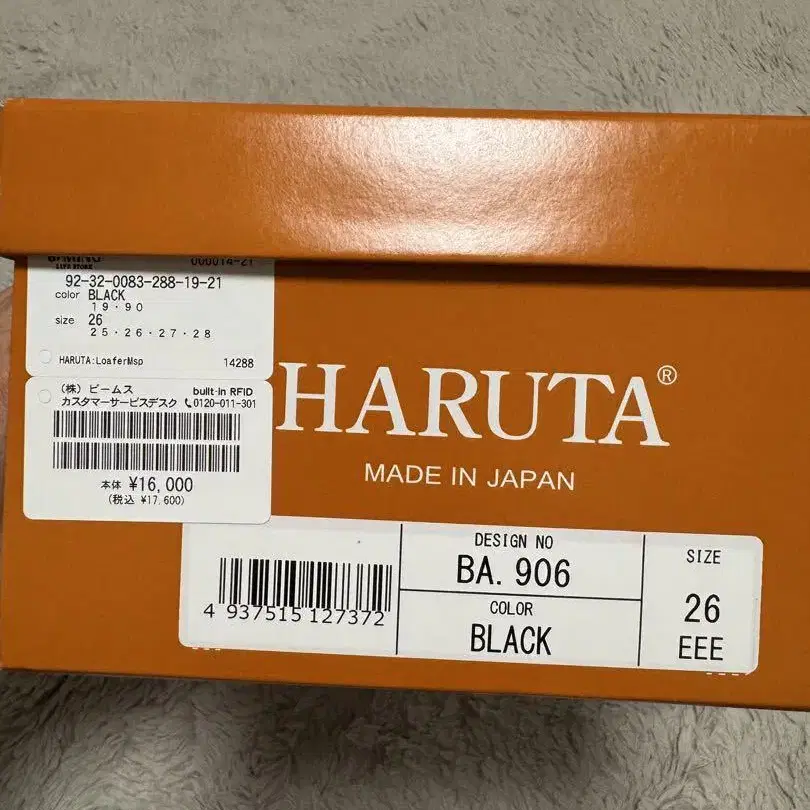 92-32-0083-288-19-21
color BLACK
19・90
size 26
25・26・27・28
HARUTA:LoaferMsp 14288
(株) ビームス built-in RFID
カスタマーサービスデスク 0120-011-301
本体 ¥16,000
(税込 ¥17,600)
HARUTA®
MADE IN JAPAN
DESIGN NO
BA. 906
COLOR
BLACK
SIZE
26
EEE
4 937515 127372